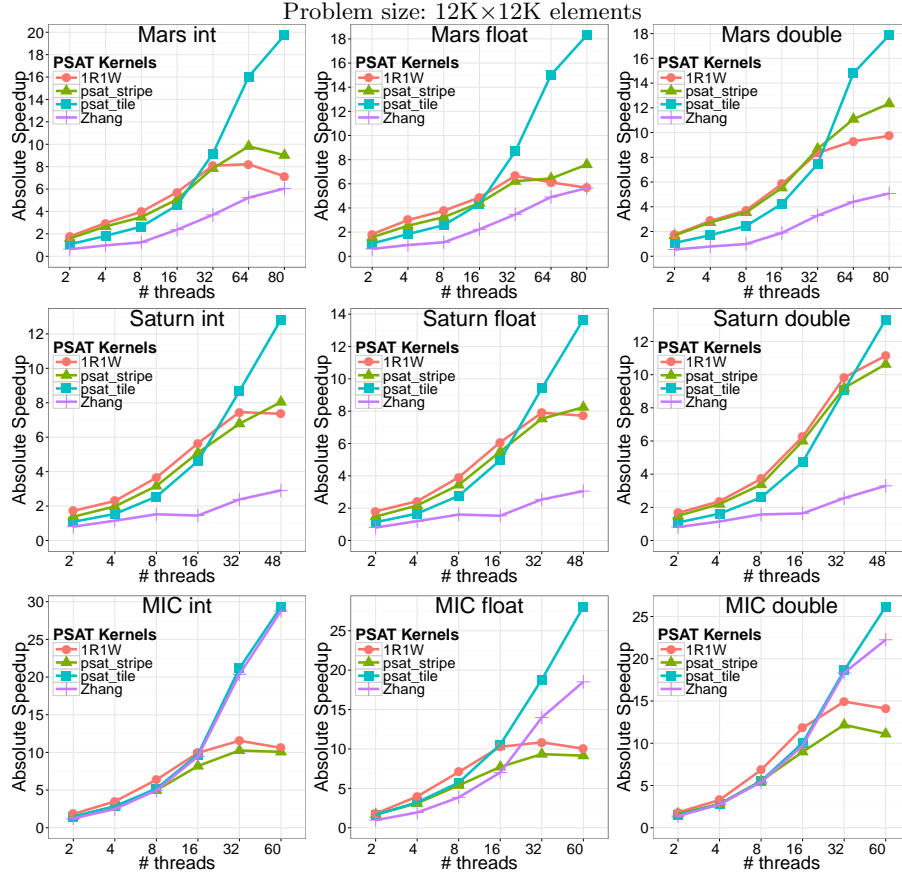 Problem size: 12K×12K elements
Mars int
Absolute Speedup
20
18
16
14
12
10
8
6
4
2
0
PSAT Kernels
1R1W
psat_stripe
psat_tile
Zhang
2 4 8 16 32 64 80
# threads
Mars float
Absolute Speedup
18
16
14
12
10
8
6
4
2
0
PSAT Kernels
1R1W
psat_stripe
psat_tile
Zhang
2 4 8 16 32 64 80
# threads
Mars double
Absolute Speedup
18
16
14
12
10
8
6
4
2
0
PSAT Kernels
1R1W
psat_stripe
psat_tile
Zhang
2 4 8 16 32 64 80
# threads
Saturn int
Absolute Speedup
12
10
8
6
4
2
0
PSAT Kernels
1R1W
psat_stripe
psat_tile
Zhang
2 4 8 16 32 48
# threads
Saturn float
Absolute Speedup
14
12
10
8
6
4
2
0
PSAT Kernels
1R1W
psat_stripe
psat_tile
Zhang
2 4 8 16 32 48
# threads
Saturn double
Absolute Speedup
12
10
8
6
4
2
0
PSAT Kernels
1R1W
psat_stripe
psat_tile
Zhang
2 4 8 16 32 48
# threads
MIC int
Absolute Speedup
30
25
20
15
10
5
0
PSAT Kernels
1R1W
psat_stripe
psat_tile
Zhang
2 4 8 16 32 60
# threads
MIC float
Absolute Speedup
25
20
15
10
5
0
PSAT Kernels
1R1W
psat_stripe
psat_tile
Zhang
2 4 8 16 32 60
# threads
MIC double
Absolute Speedup
25
20
15
10
5
0
PSAT Kernels
1R1W
psat_stripe
psat_tile
Zhang
2 4 8 16 32 60
# threads